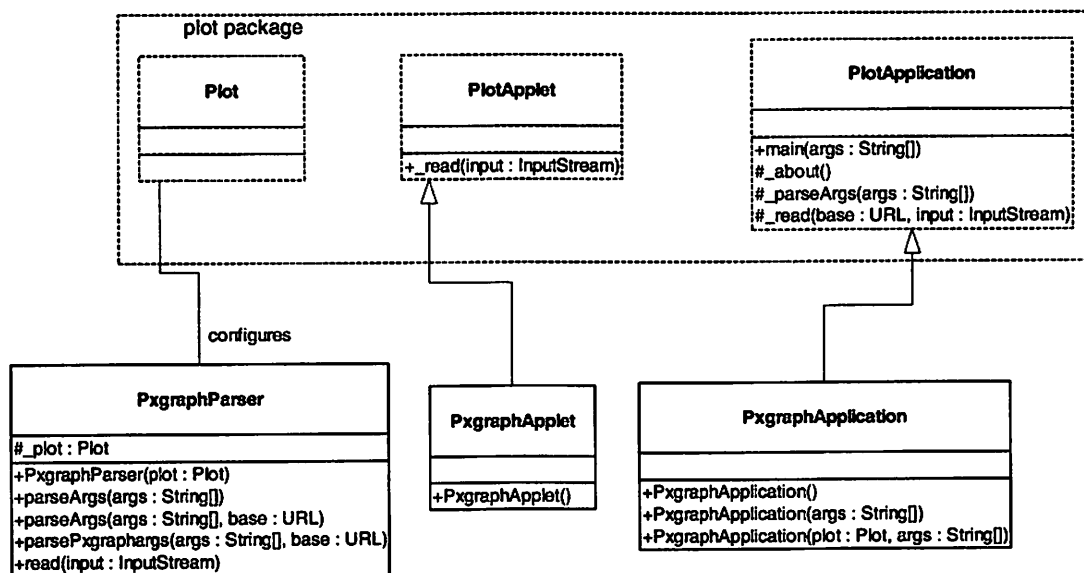 plot package
Plot
PlotApplet
+_read(input : InputStream)
PlotApplication
+main(args : String[])
#_about()
#_parseArgs(args : String[])
#_read(base : URL, input : InputStream)
configures
PxgraphParser
#_plot : Plot
+PxgraphParser(plot : Plot)
+parseArgs(args : String[])
+parseArgs(args : String[], base : URL)
+parsePxgraphargs(args : String[], base : URL)
+read(input : InputStream)
PxgraphApplet
+PxgraphApplet()
PxgraphApplication
+PxgraphApplication()
+PxgraphApplication(args : String[])
+PxgraphApplication(plot : Plot, args : String[])